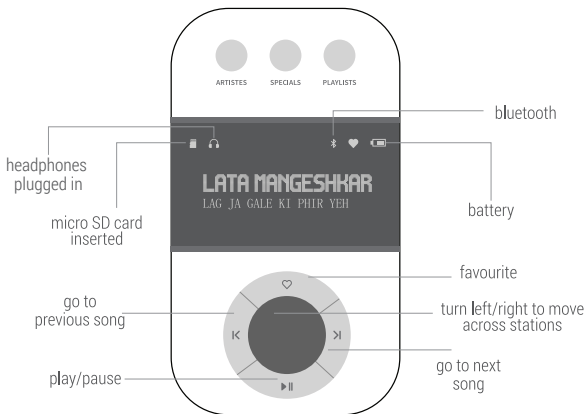 ARTISTES SPECIALS PLAYLISTS
bluetooth
headphones
plugged in
LATA MANGESHKAR
LAG JA GALE KI PHIR YEH
micro SD card
inserted
battery
favourite
go to
previous song
turn left/right to move
across stations
go to next
song
play/pause